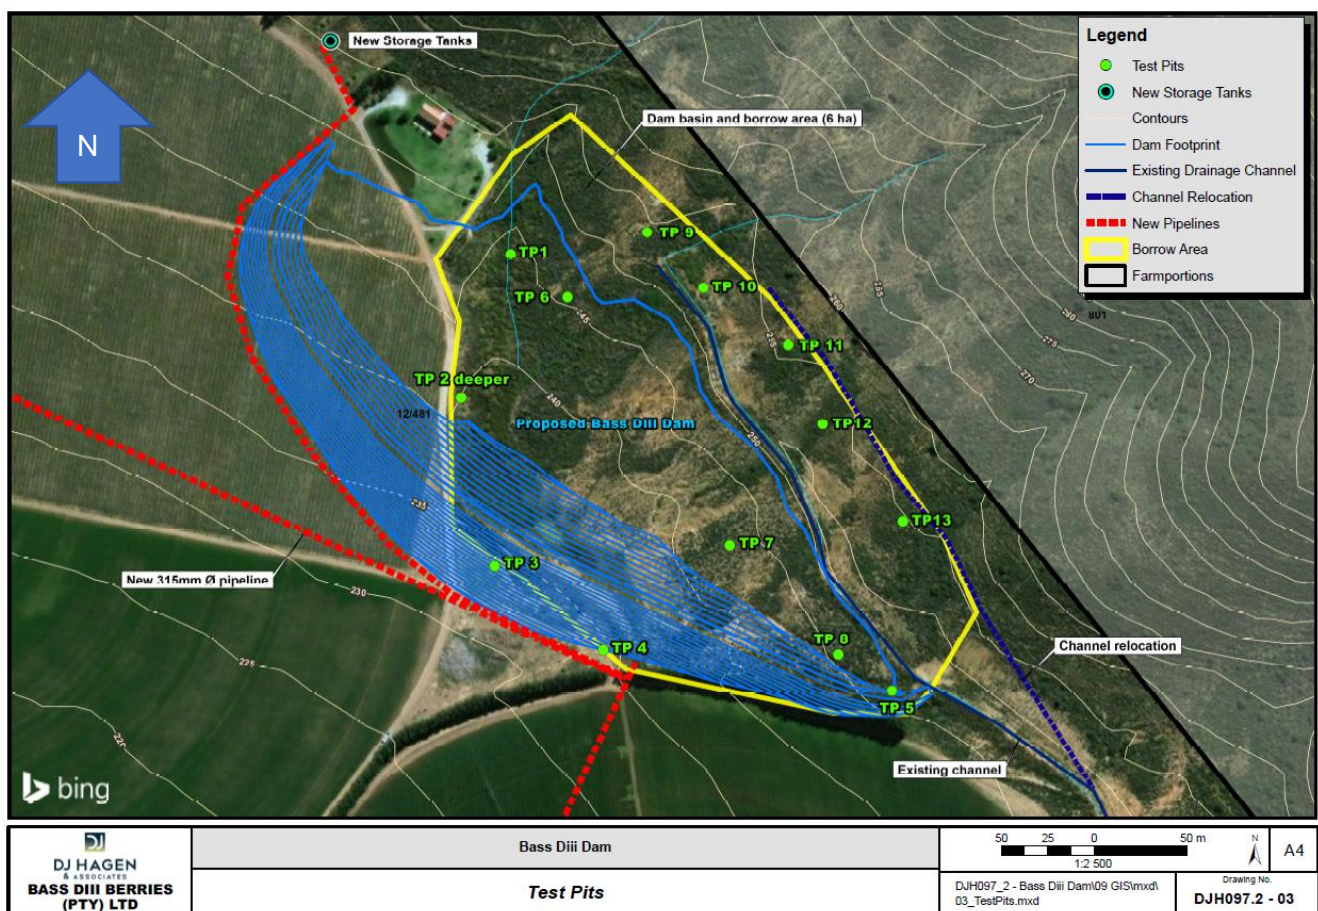 New Storage Tanks
N
Dam basin and borrow area (6 ha)
Legend
Test Pits
New Storage Tanks
Contours
Dam Footprint
Existing Drainage Channel
Channel Relocation
New Pipelines
Borrow Area
Farmportions
TP 9
TP1
TP 6
TP 10
245
260
265
280
801
275
255
TP 11
270
TP 2 deeper
240
12/481
Proposed Bass Diii Dam
TP12
250
235
TP13
TP 7
TP 3
New 315mm Ø pipeline
230
TP 4
TP 8
Channel relocation
225
TP 5
220
Existing channel
bing
DJ
DJ HAGEN
& ASSOCIATES
BASS DIII BERRIES
(PTY) LTD
Bass Diii Dam
Test Pits
50 25 0 50 m
1:2 500
N
A4
DJH097_2 - Bass Diii Dam\09 GIS\mxd\
03_TestPits.mxd
Drawing No.
DJH097.2 - 03